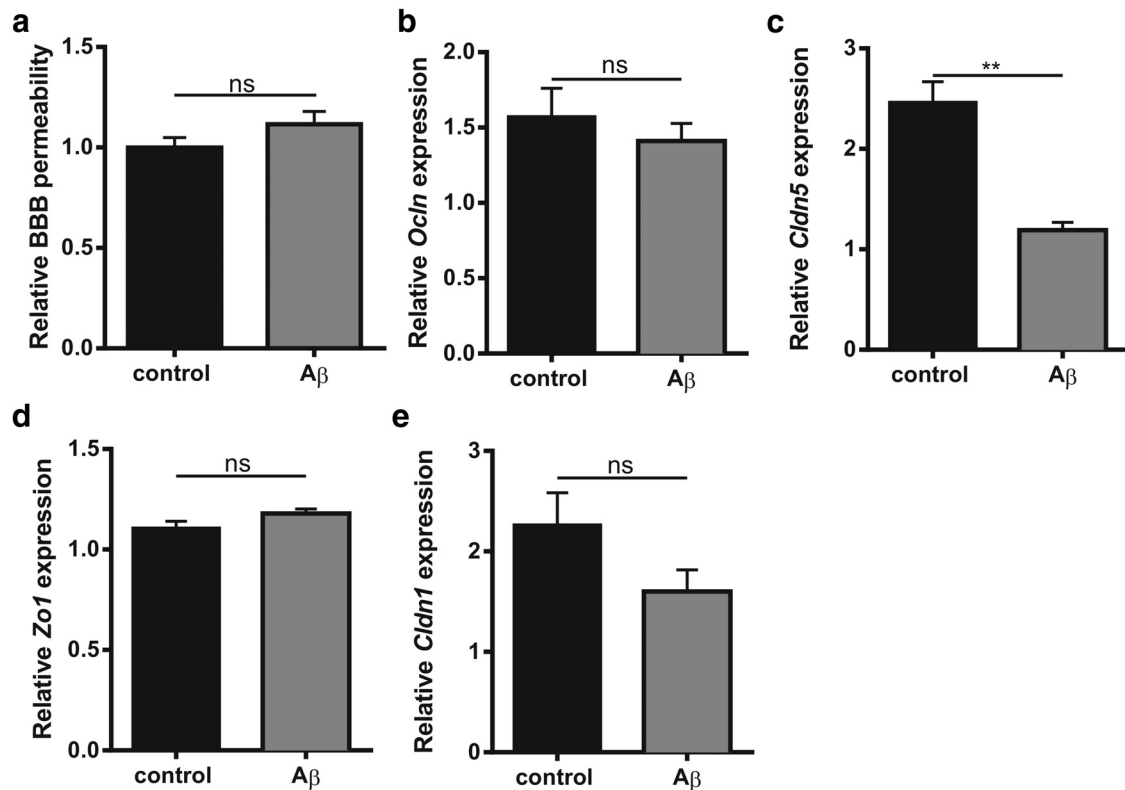 a
Relative BBB permeability
1.5
1.0
0.5
0.0
ns
control
Aβ
b
Relative Ocln expression
2.0
1.5
1.0
0.5
0.0
ns
control
Aβ
c
Relative Cldn5 expression
3
2
1
0
**
control
Aβ
d
Relative Zo1 expression
1.5
1.0
0.5
0.0
ns
control
Aβ
e
Relative Cldn1 expression
3
2
1
0
ns
control
Aβ